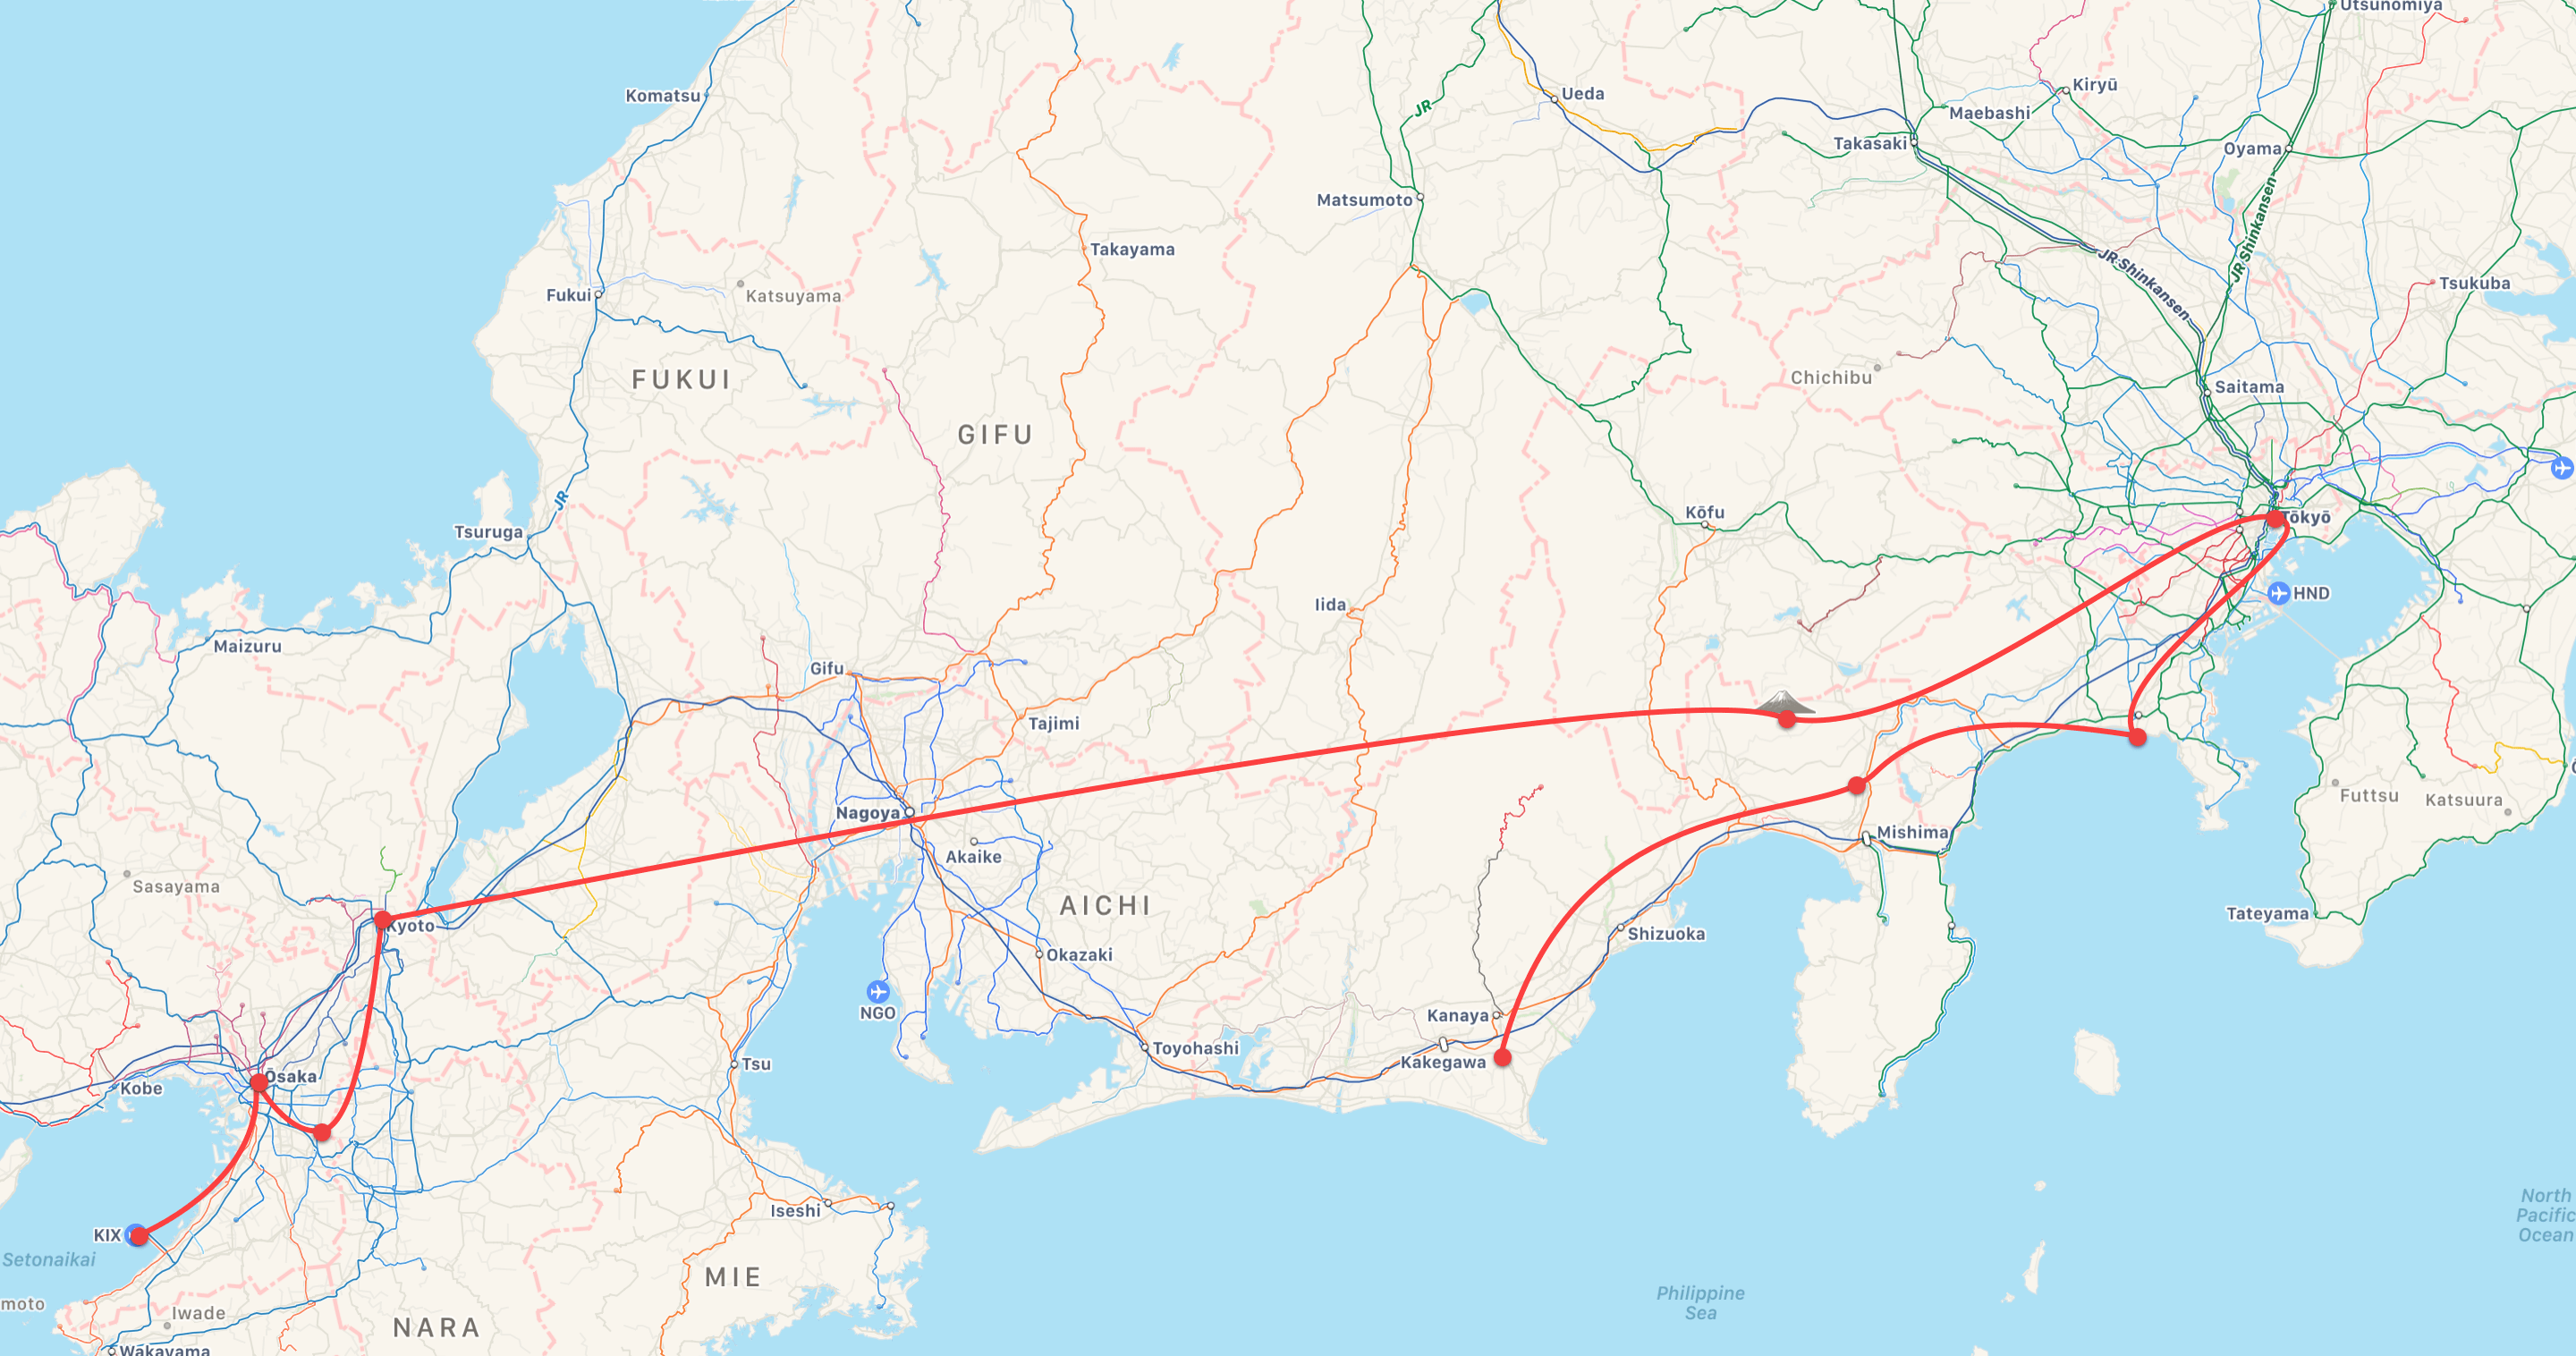 Utsunomiya
Komatsu
Ueda
Kiryū
JR
Maebashi
Takasaki
Oyama
Matsumoto
JR Shinkansen
Takayama
JR Shinkansen
Tsukuba
Fukui
Katsuyama
FUKUI
Chichibu
Saitama
GIFU
JR
Kōfu
Tōkyō
Tsuruga
HND
Iida
Maizuru
Gifu
Tajimi
Futtsu
Katsuura
Nagoya
Mishima
Akaike
Sasayama
AICHI
Tateyama
Kyoto
Shizuoka
Okazaki
NGO
Kanaya
Toyohashi
Kakegawa
Tsu
Ōsaka
Kobe
Iseshi
North
Pacific
Ocean
KIX
Setonaikai
MIE
Philippine
Sea
moto
Iwade
NARA
Wakayama